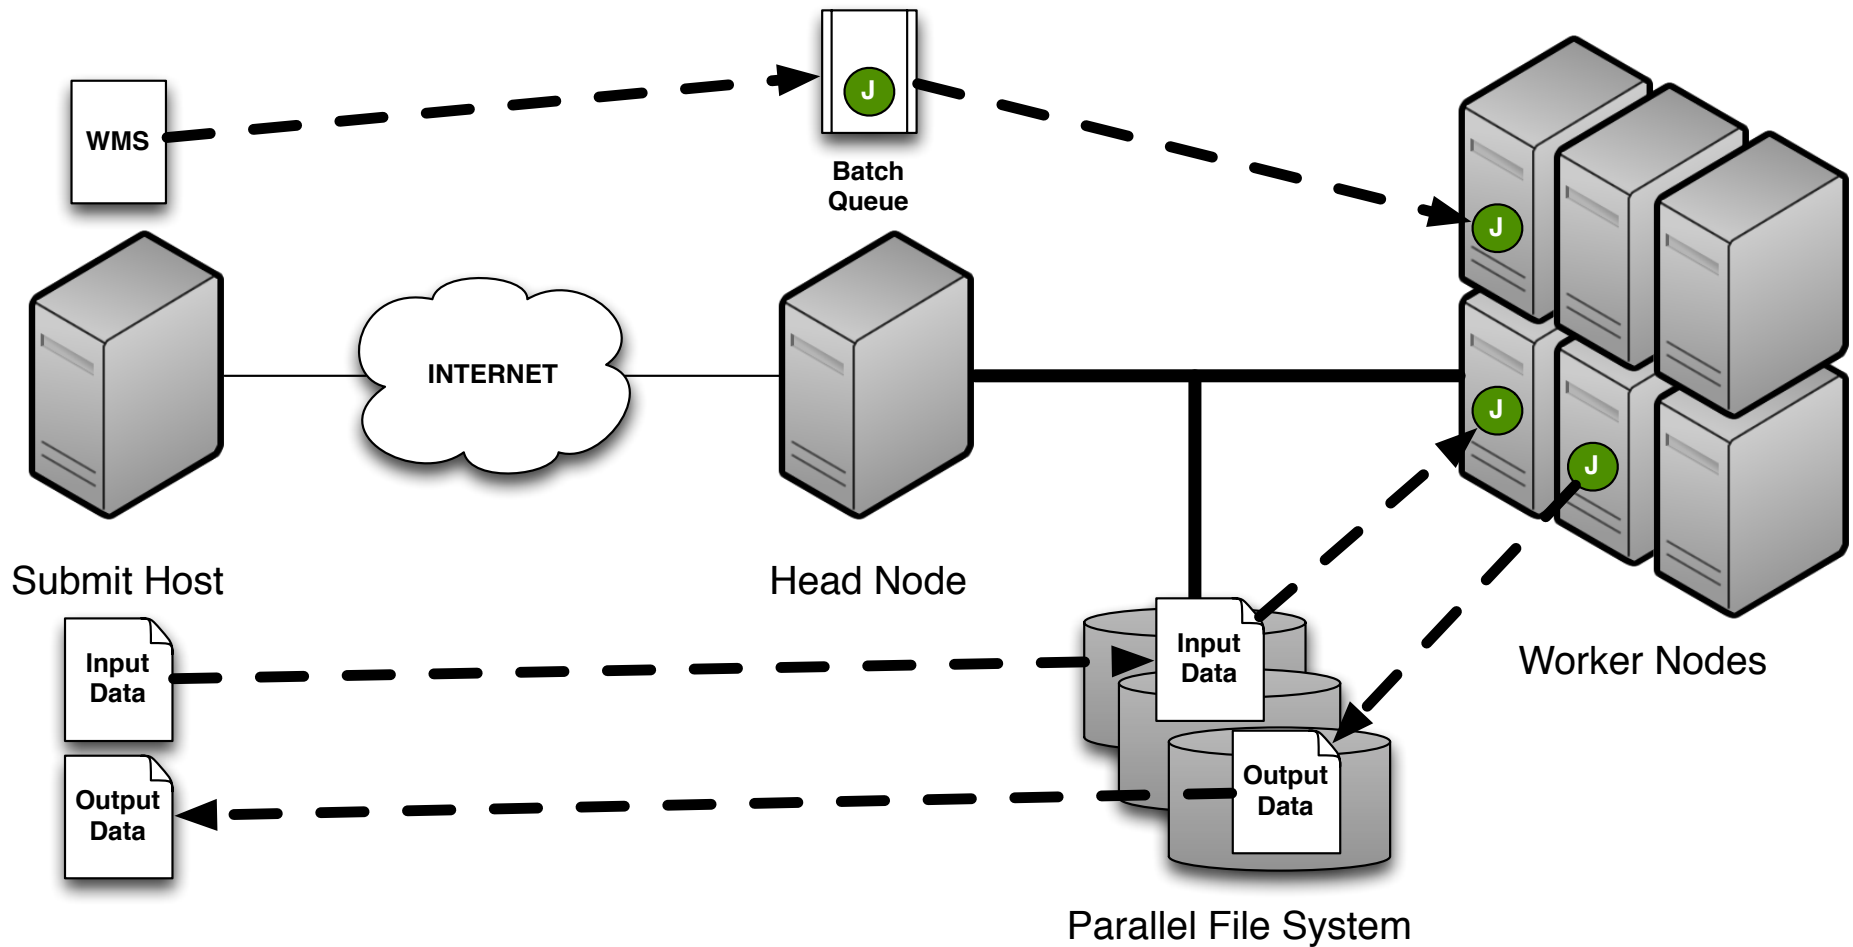 J
WMS
Batch
Queue
J
INTERNET
J
J
Submit Host
Head Node
Worker Nodes
Input
Data
Input
Data
Output
Data
Output
Data
Parallel File System